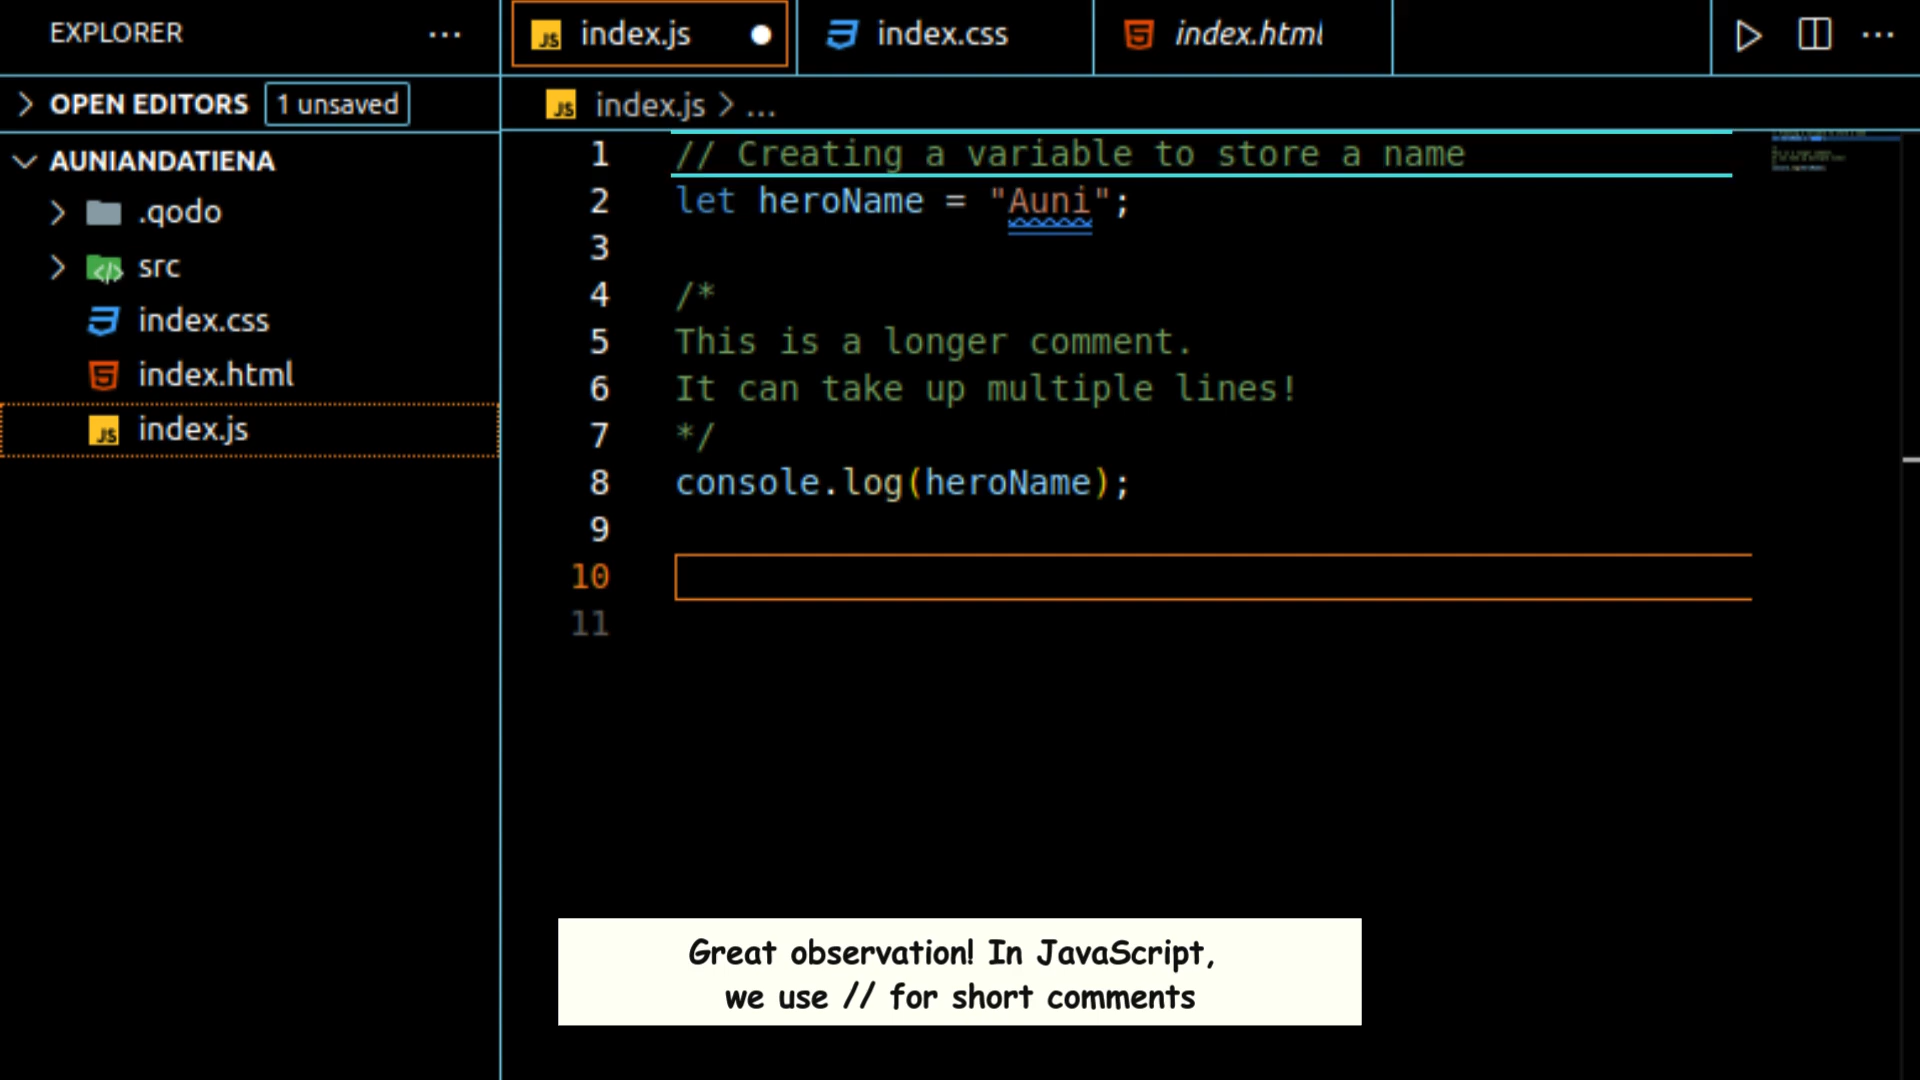 EXPLORER
OPEN EDITORS 1 unsaved
AUNIANDATIENA
.qodo
src
index.css
index.html
index.js
index.js
index.css
index.html
index.js > ...
1 // Creating a variable to store a name
2 let heroName = "Auni";
3
4 /*
5 This is a longer comment.
6 It can take up multiple lines!
7 */
8 console.log(heroName);
9
10
11
Great observation! In JavaScript,
we use // for short comments